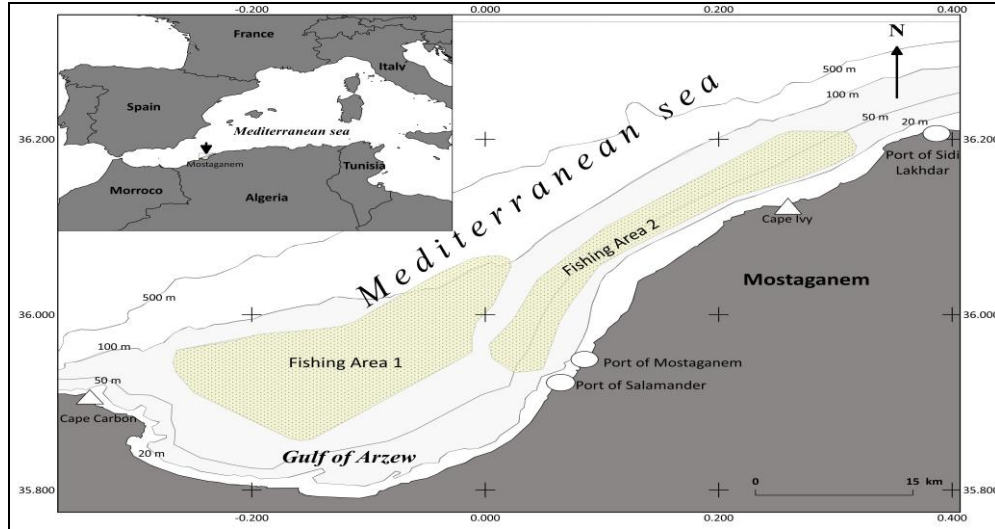 -0.200
0.000
0.200
0.400
France
Italv
Spain
Mediterranean sea
Mostaganem
Tunisia
Morroco
Algeria
N
500 m
100 m
50 m
20 m
36.200
36.200
Port of Sidi
Lakhdar
Cape Ivy
Mediterranean sea
Fishing Area 2
Mostaganem
500 m
36.000
36.000
100 m
Fishing Area 1
Port of Mostaganem
50 m
Port of Salamander
Cape Carbon
20 m
Gulf of Arzew
0
15 km
35.800
35.800
-0.200
0.000
0.200
0.400